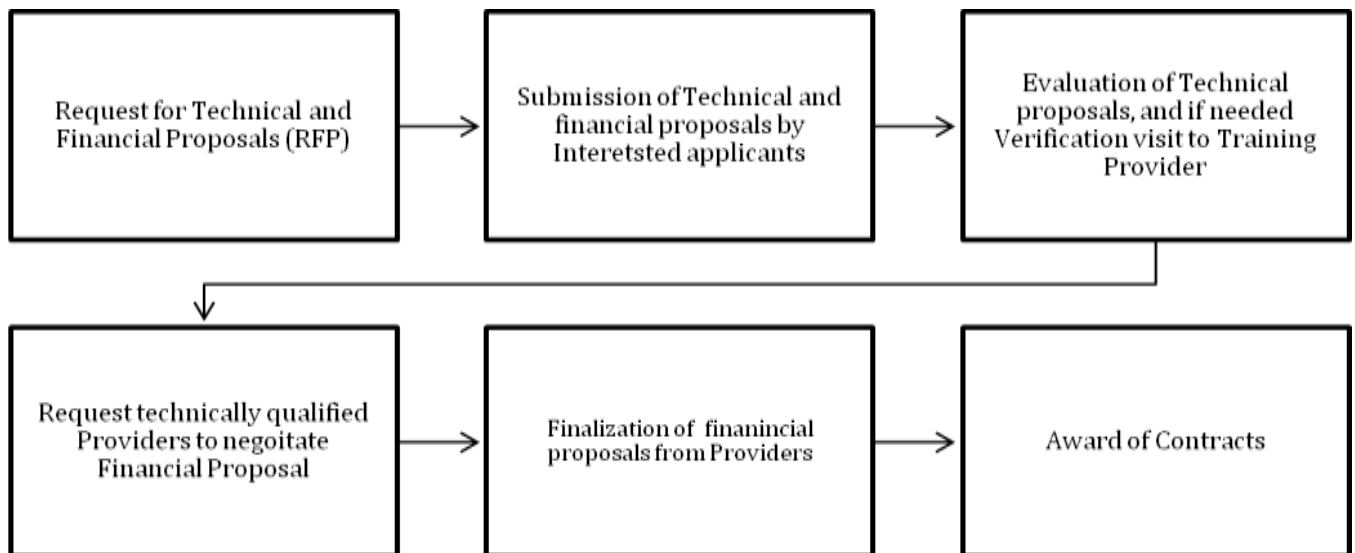 Request for Technical and
Financial Proposals (RFP)
Submission of Technical and
financial proposals by
Interetsted applicants
Evaluation of Technical
proposals, and if needed
Verification visit to Training
Provider
Request technically qualified
Providers to negoitate
Financial Proposal
Finalization of finanincial
proposals from Providers
Award of Contracts